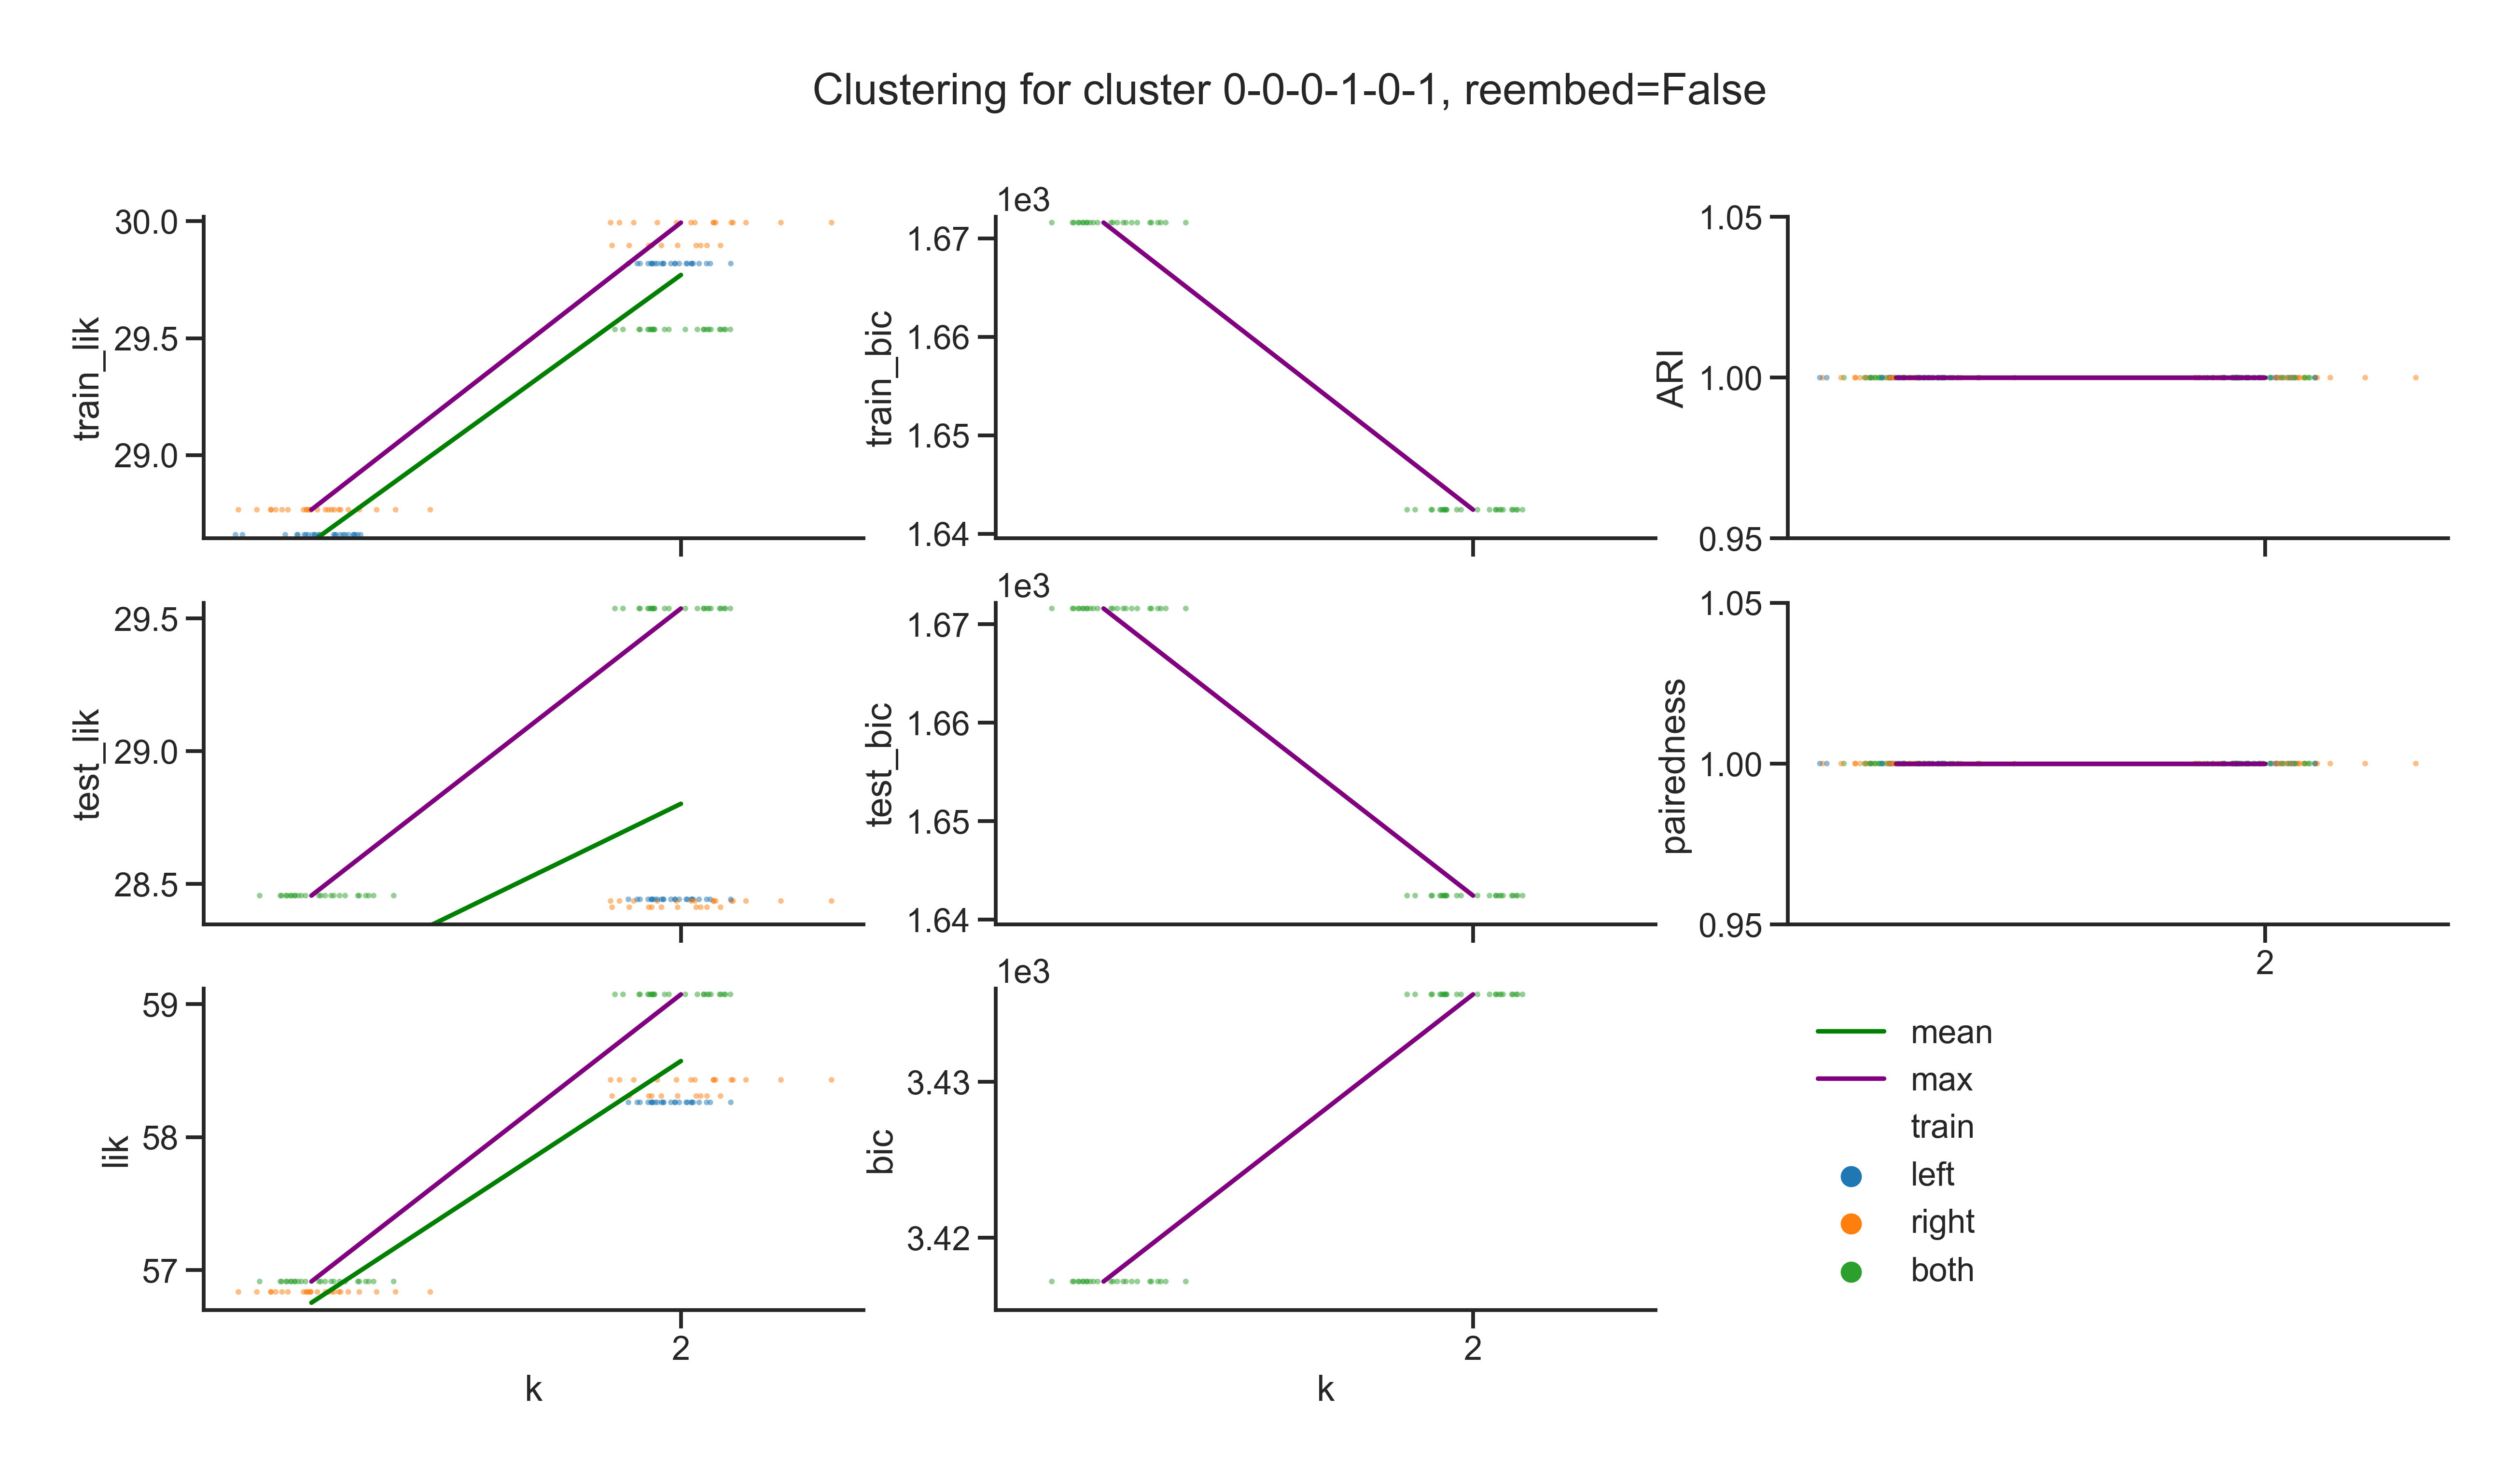 Clustering for cluster 0-0-0-1-0-1, reembed=False
train_lik
30.0
29.5
29.0
1e3
train_bic
1.67
1.66
1.65
1.64
ARI
1.05
1.00
0.95
test_lik
29.5
29.0
28.5
1e3
test_bic
1.67
1.66
1.65
1.64
pairedness
1.05
1.00
0.95
2
lik
59
58
57
2
k
1e3
bic
3.43
3.42
2
k
mean
max
train
left
right
both